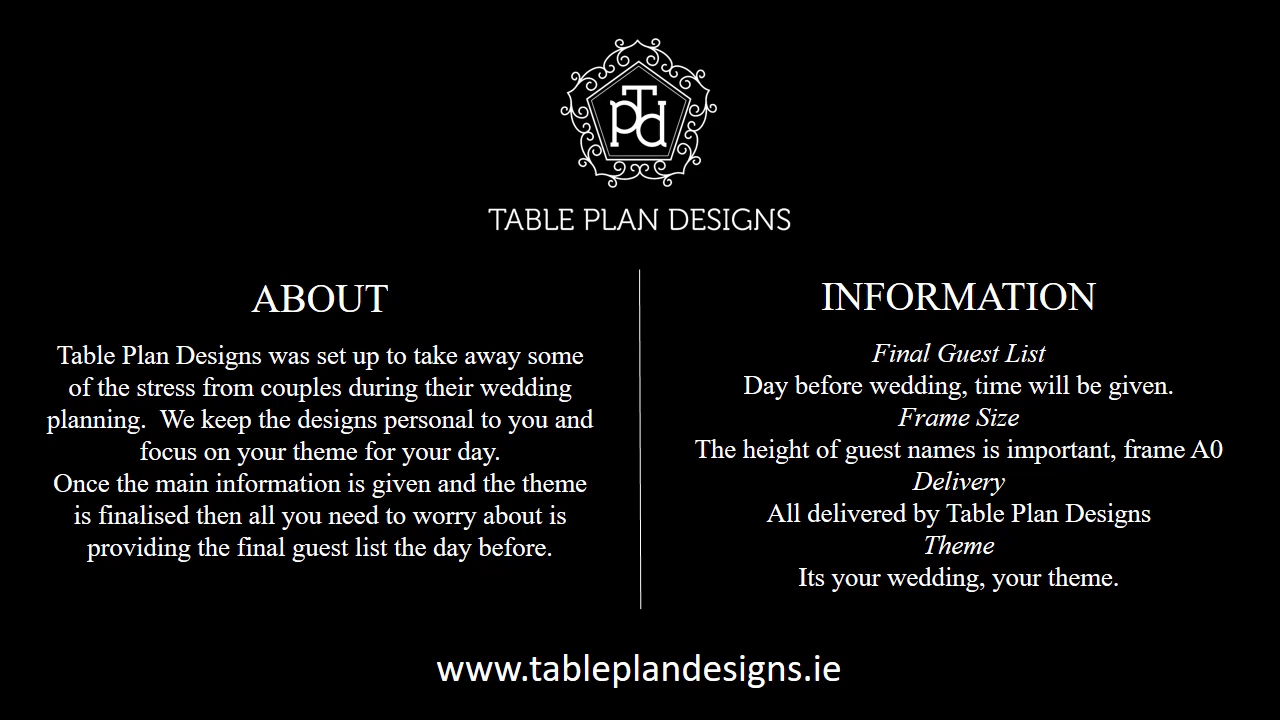 pTd
TABLE PLAN DESIGNS
ABOUT
Table Plan Designs was set up to take away some
of the stress from couples during their wedding
planning.  We keep the designs personal to you and
focus on your theme for your day.
Once the main information is given and the theme
is finalised then all you need to worry about is
providing the final guest list the day before.
INFORMATION
Final Guest List
Day before wedding, time will be given.
Frame Size
The height of guest names is important, frame A0
Delivery
All delivered by Table Plan Designs
Theme
Its your wedding, your theme.
www.tableplandesigns.ie